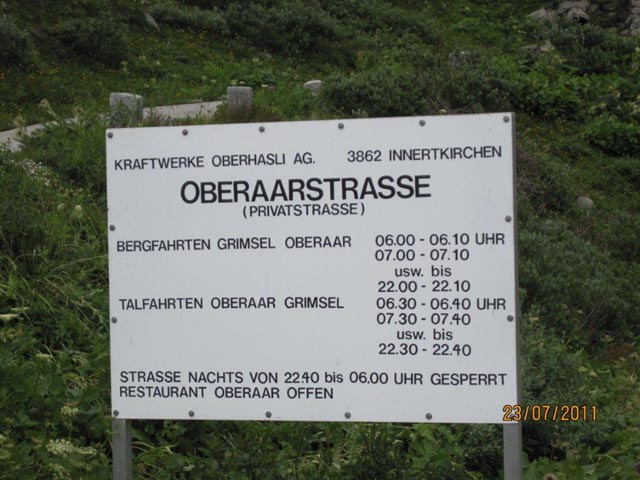 KRAFTWERKE OBERHASLI AG. 3862 INNERTKIRCHEN
OBERAARSTRASSE
(PRIVATSTRASSE)
BERGFAHRTEN GRIMSEL OBERAAR 06.00 - 06.10 UHR
07.00 - 07.10
usw. bis
22.00 - 22.10
TALFAHRTEN OBERAAR GRIMSEL 06.30 - 06.40 UHR
07.30 - 07.40
usw. bis
22.30 - 22.40
STRASSE NACHTS VON 22.40 bis 06.00 UHR GESPERRT
RESTAURANT OBERAAR OFFEN
23/07/2011